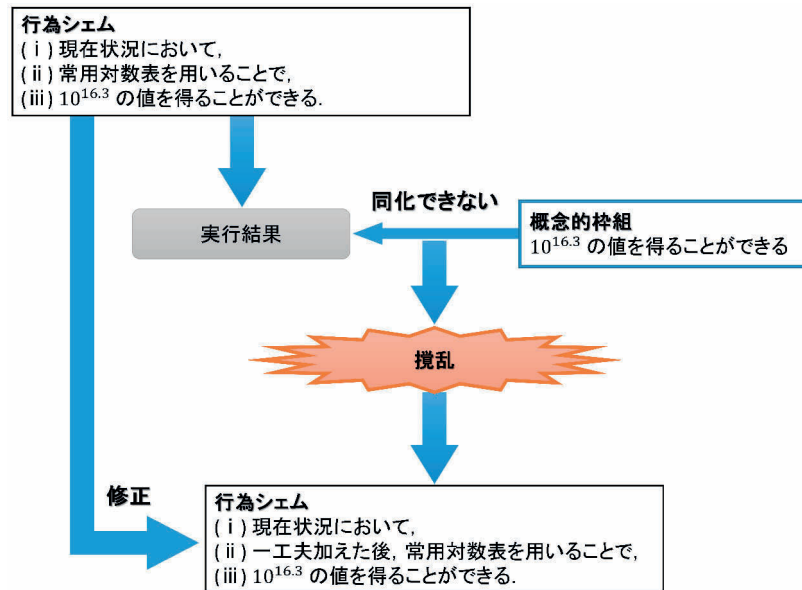 行為シェム
(ⅰ) 現在状況において,
(ⅱ) 常用対数表を用いることで,
(ⅲ) 10^16.3 の値を得ることができる.
同化できない
実行結果
概念的枠組
10^16.3 の値を得ることができる
撹乱
修正
行為シェム
(ⅰ) 現在状況において,
(ⅱ) 一工夫加えた後, 常用対数表を用いることで,
(ⅲ) 10^16.3 の値を得ることができる.